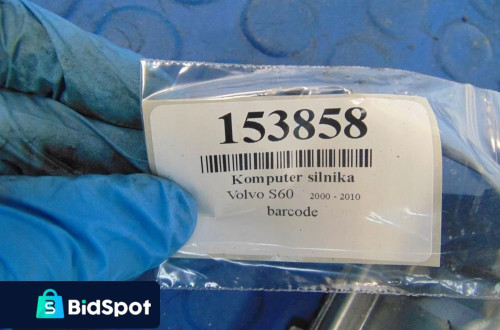 153858
Komputer silnika
Volvo S60 2000 - 2010
barcode
S
BidSpot